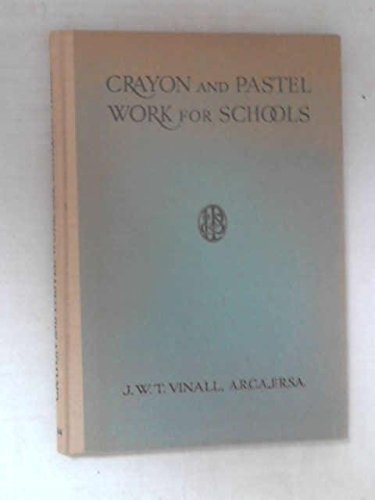 CRAYON AND PASTEL
WORK FOR SCHOOLS
J.W.T. VINALL, A.R.C.A., F.R.S.A.